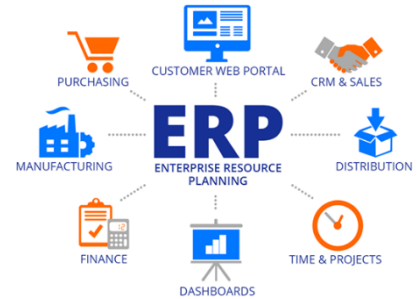 CUSTOMER WEB PORTAL
PURCHASING
CRM & SALES
ERP
ENTERPRISE RESOURCE
PLANNING
MANUFACTURING
DISTRIBUTION
FINANCE
TIME & PROJECTS
DASHBOARDS